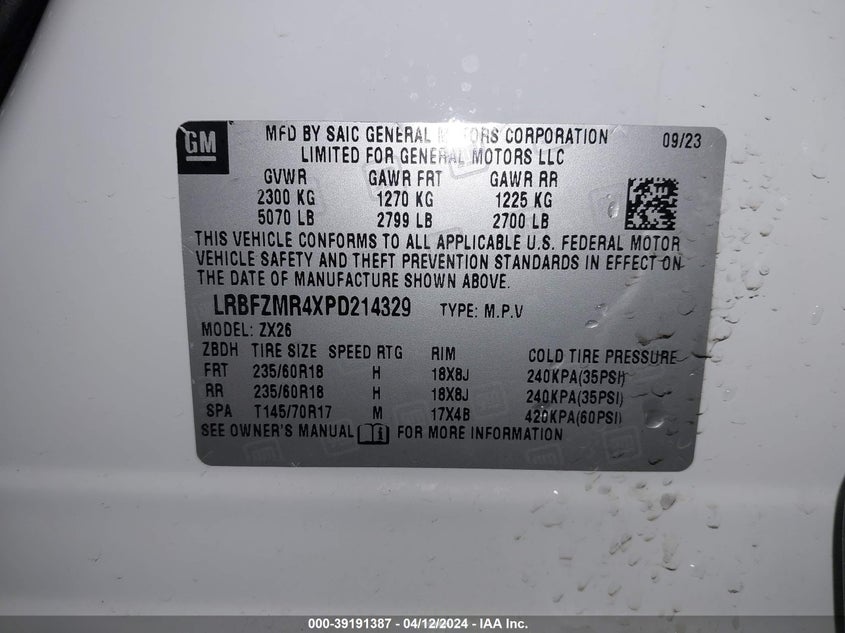 GM
MFD BY SAIC GENERAL MOTORS CORPORATION 09/23
LIMITED FOR GENERAL MOTORS LLC
GVWR GAWR FRT GAWR RR
2300 KG 1270 KG 1225 KG
5070 LB 2799 LB 2700 LB
THIS VEHICLE CONFORMS TO ALL APPLICABLE U.S. FEDERAL MOTOR
VEHICLE SAFETY AND THEFT PREVENTION STANDARDS IN EFFECT ON
THE DATE OF MANUFACTURE SHOWN ABOVE.
LRBFZMR4XPD214329 TYPE: M.P.V
MODEL: ZX26
ZBDH TIRE SIZE SPEED RTG RIM COLD TIRE PRESSURE
FRT 235/60R18 H 18X8J 240KPA(35PSI)
RR 235/60R18 H 18X8J 240KPA(35PSI)
SPA T145/70R17 M 17X4B 420KPA(60PSI)
SEE OWNER'S MANUAL FOR MORE INFORMATION
000-39191387 - 04/12/2024 - IAA Inc.